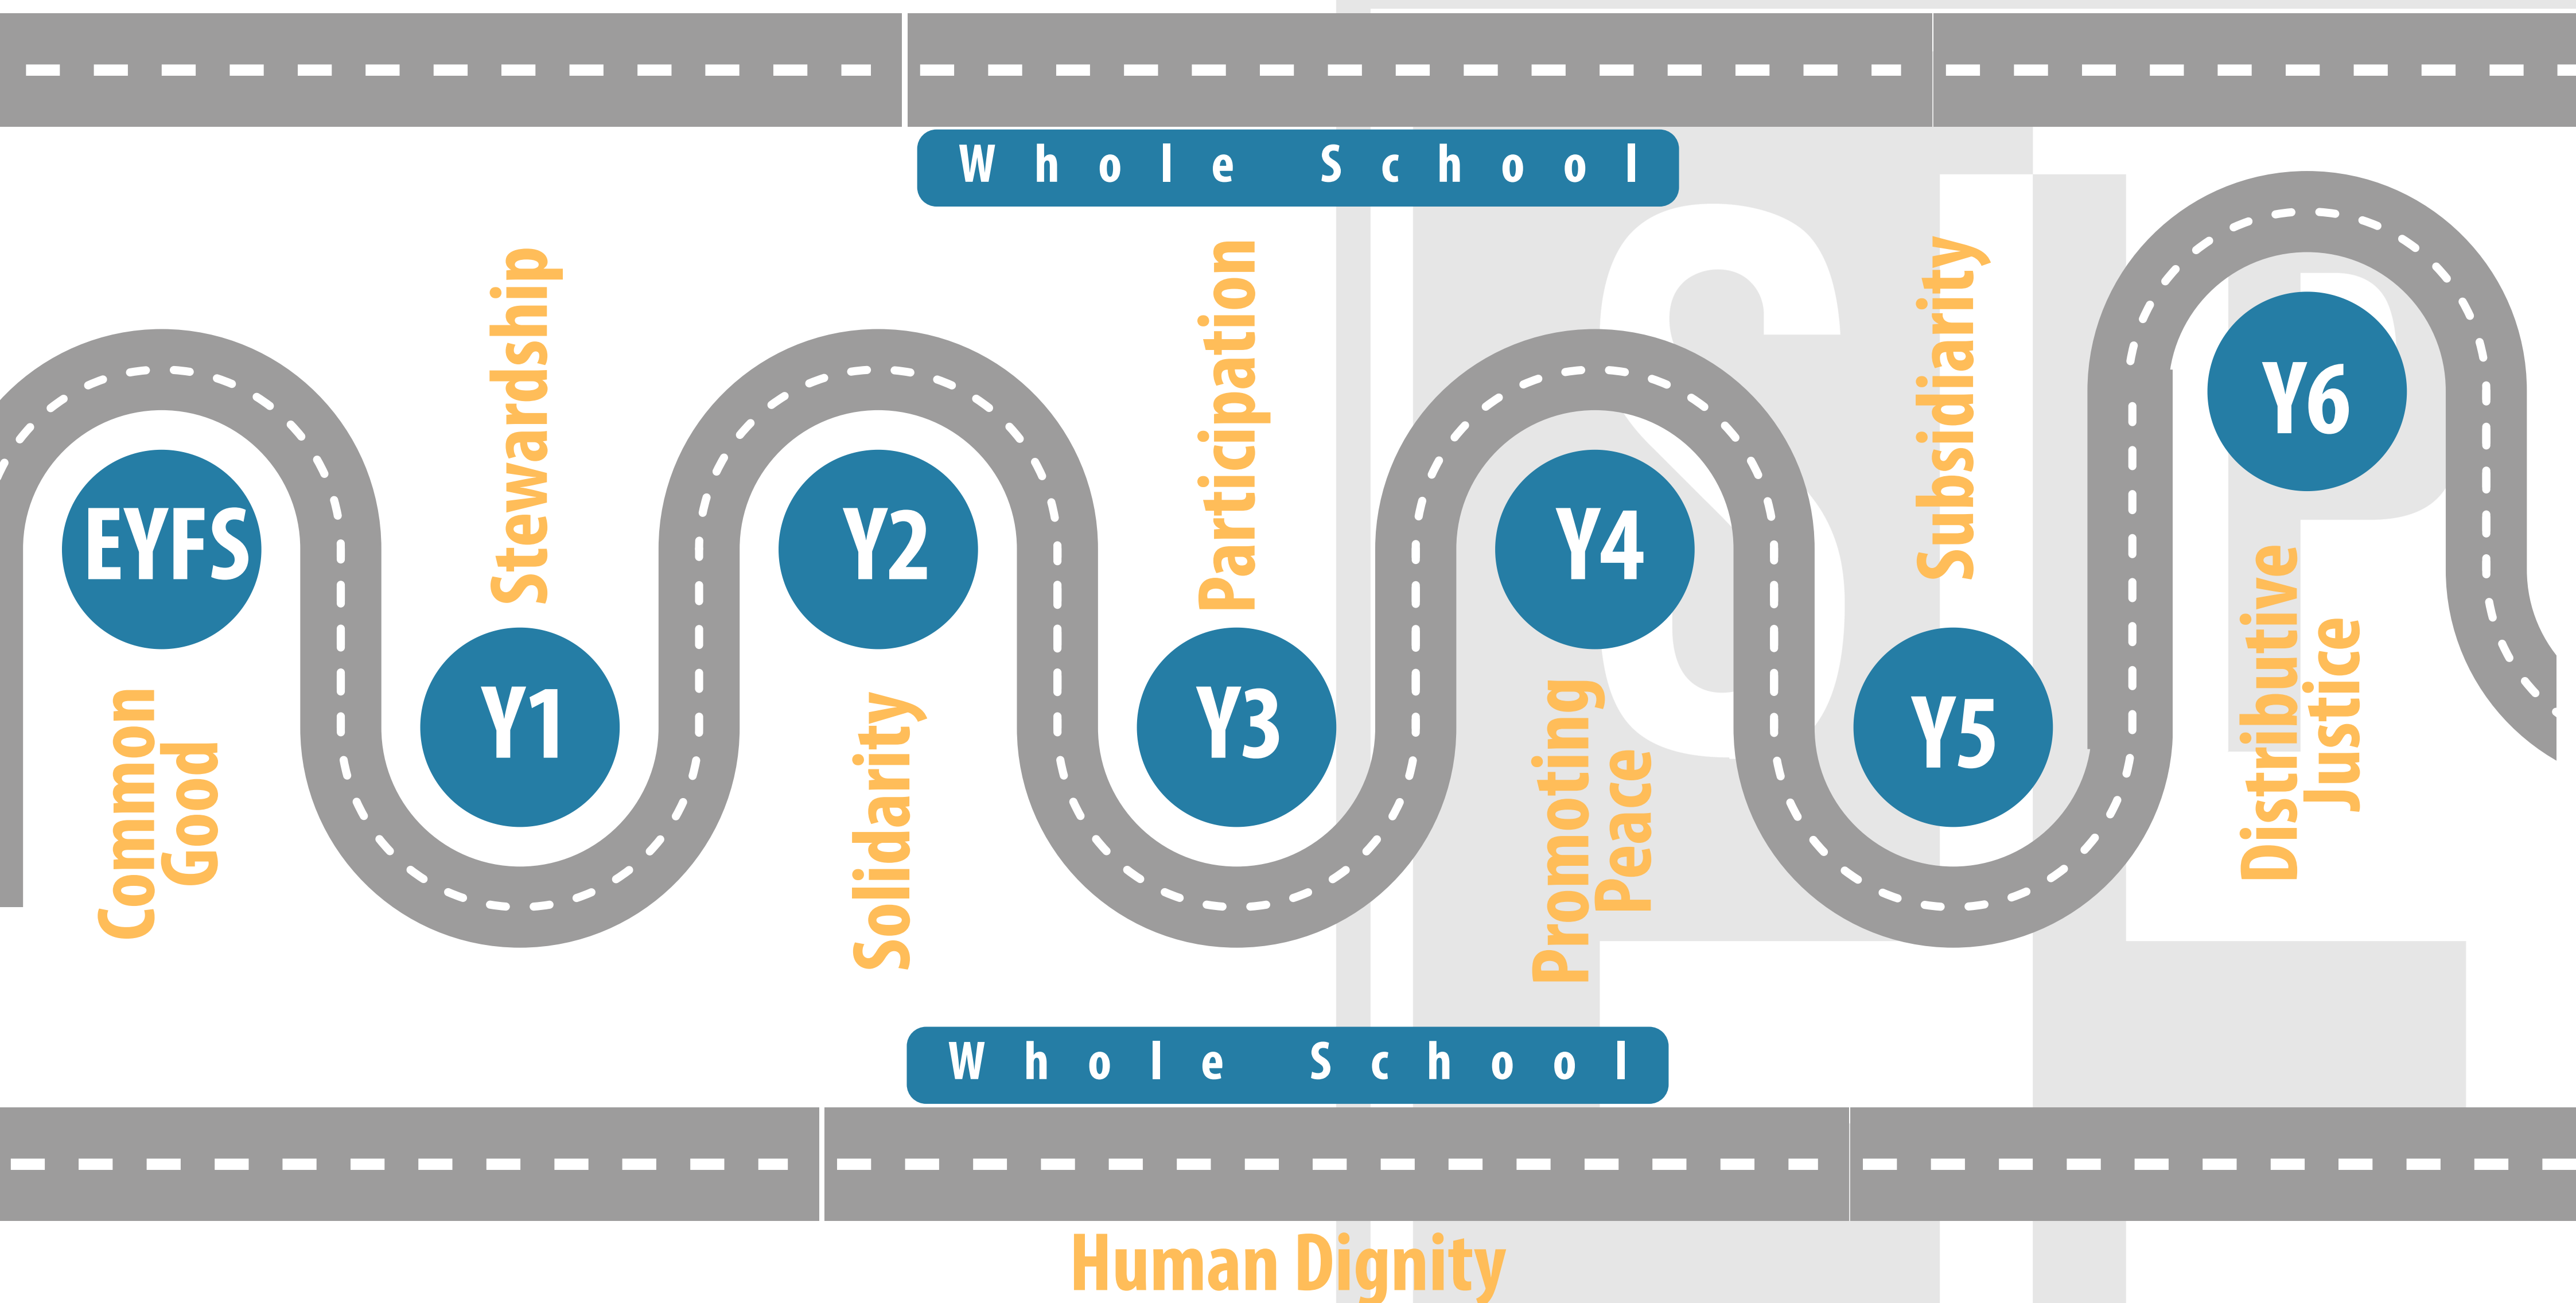 Whole School
Stewardship
Participation
Subsidiarity
Y6
EYFS
Y2
Y4
Y1
Y3
Y5
Common
Good
Solidarity
Promoting
Peace
Distributive
Justice
Whole School
Human Dignity
S
P